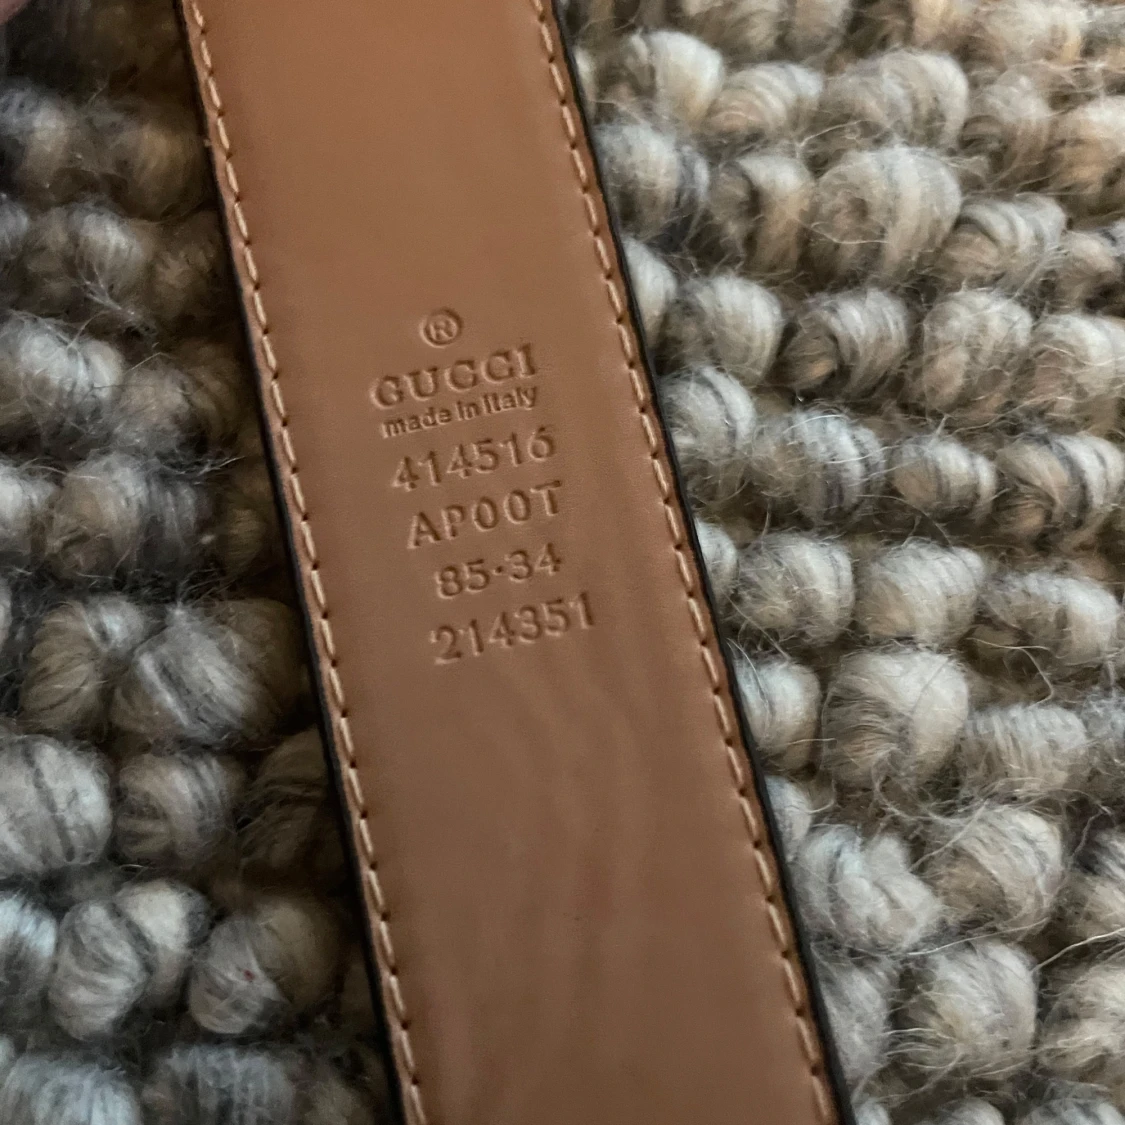 ®
GUCCI
made in Italy
414516
AP00T
85·34
214351